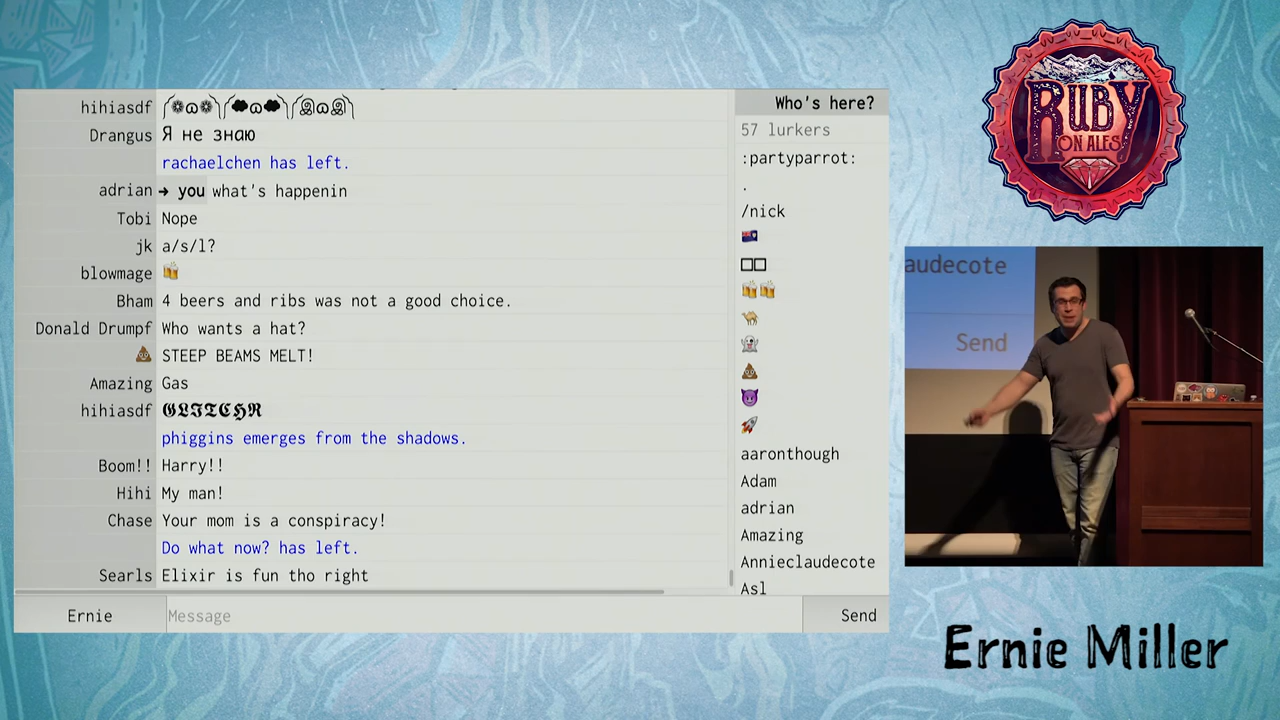 hihiasdf
Drangus Я не знаю
rachaelchen has left.
adrian → you what's happenin
Tobi Nope
jk a/s/l?
blowmage 🍻
Bham 4 beers and ribs was not a good choice.
Donald Drumpf Who wants a hat?
💩 STEEP BEAMS MELT!
Amazing Gas
hihiasdf 𝕲𝕷𝕴𝕿𝕮𝕳𝕽
phiggins emerges from the shadows.
Boom!! Harry!!
Hihi My man!
Chase Your mom is a conspiracy!
Do what now? has left.
Searls Elixir is fun tho right
Ernie Message Send
Who's here?
57 lurkers
:partyparrot:
.
/nick
🍻🍻
🐪
👻
💩
😈
🚀
aaronthough
Adam
adrian
Amazing
Annieclaudecote
Asl
RUBY
ON ALES
audecote
Send
Ernie Miller